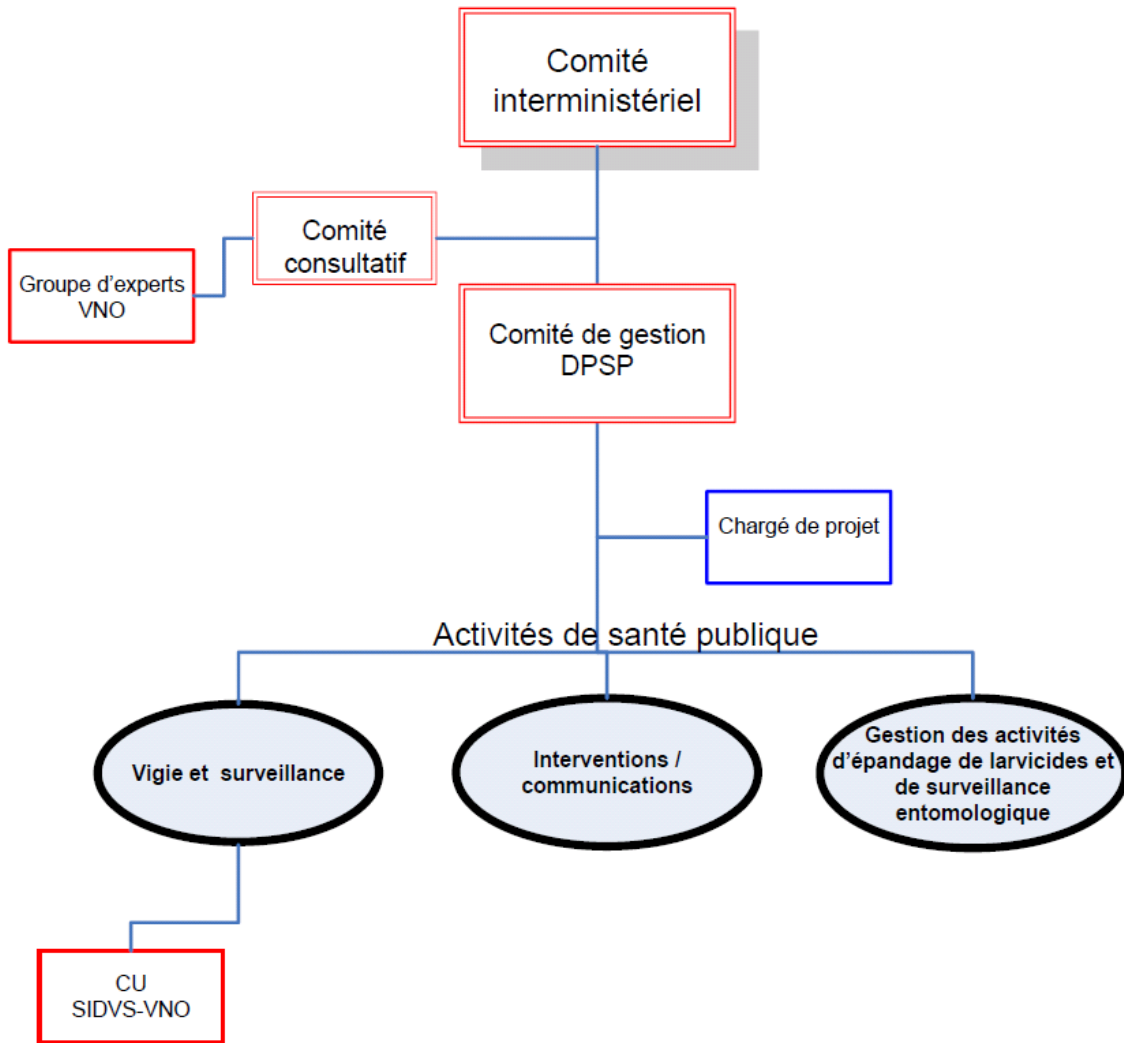 Comité
interministériel
Comité
consultatif
Groupe d'experts
VNO
Comité de gestion
DPSP
Chargé de projet
Activités de santé publique
Vigie et surveillance
Interventions /
communications
Gestion des activités
d'épandage de larvicides et
de surveillance
entomologique
CU
SIDVS-VNO